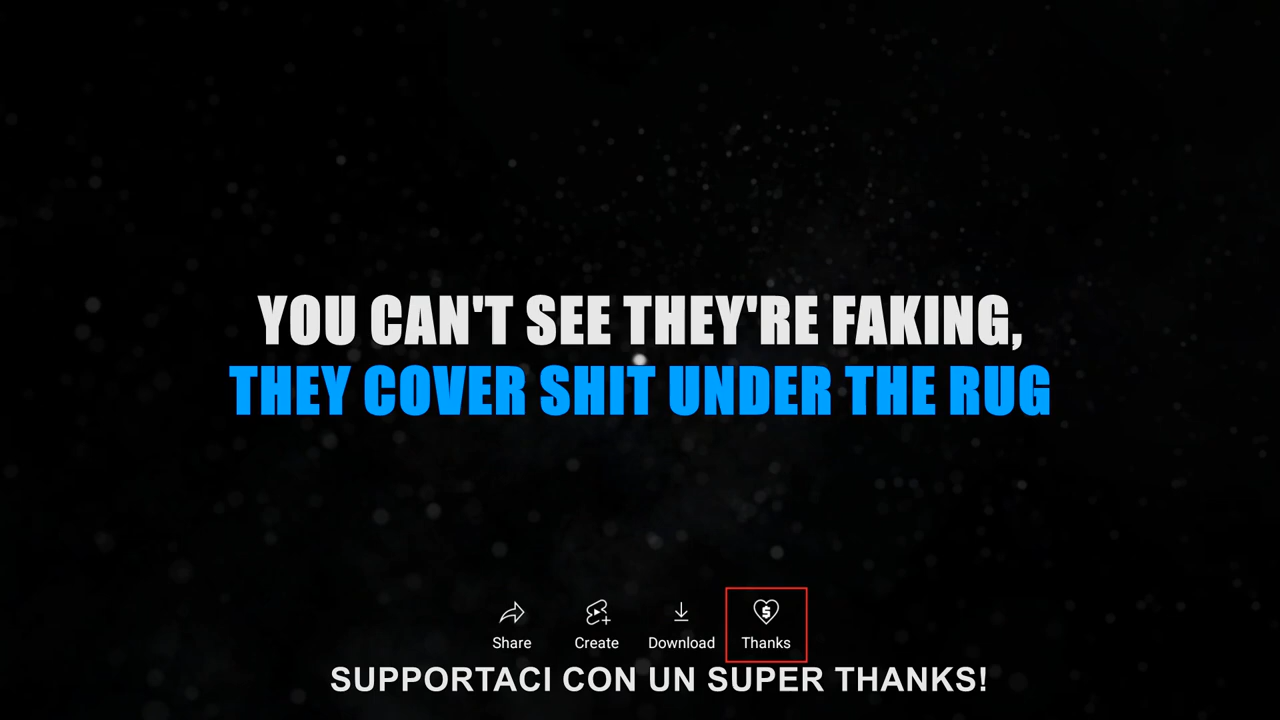 YOU CAN'T SEE THEY'RE FAKING,
THEY COVER SHIT UNDER THE RUG
Share Create Download Thanks
SUPPORTACI CON UN SUPER THANKS!